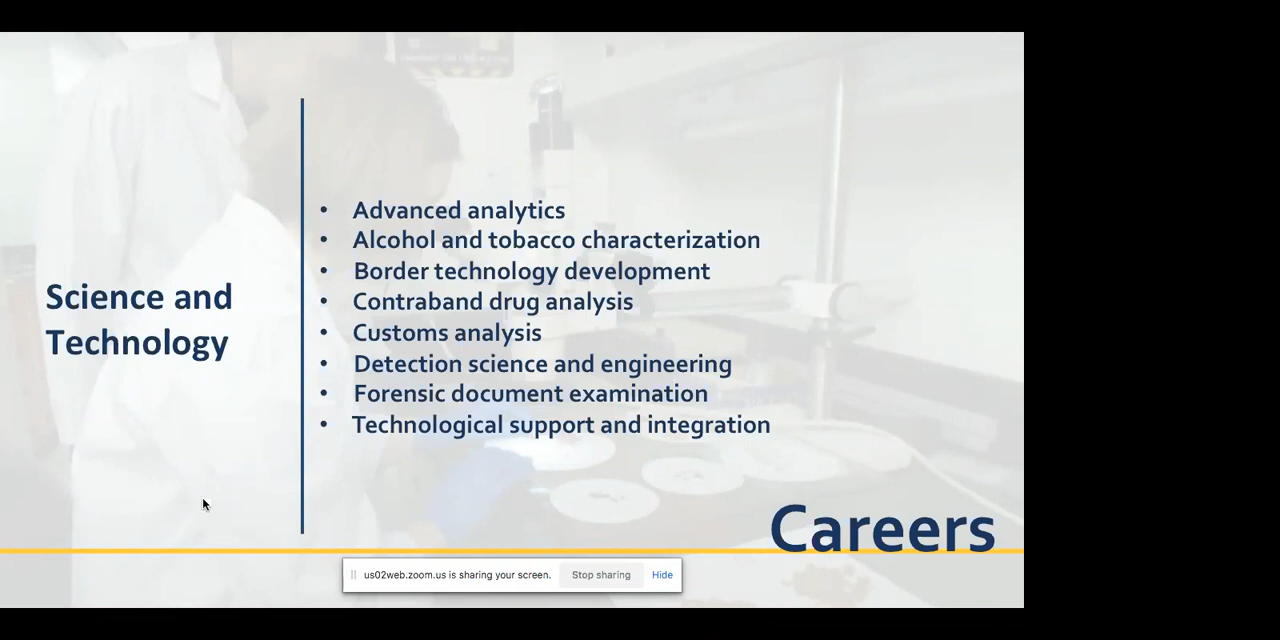 Science and
Technology
• Advanced analytics
• Alcohol and tobacco characterization
• Border technology development
• Contraband drug analysis
• Customs analysis
• Detection science and engineering
• Forensic document examination
• Technological support and integration
Careers
us02web.zoom.us is sharing your screen. Stop sharing Hide